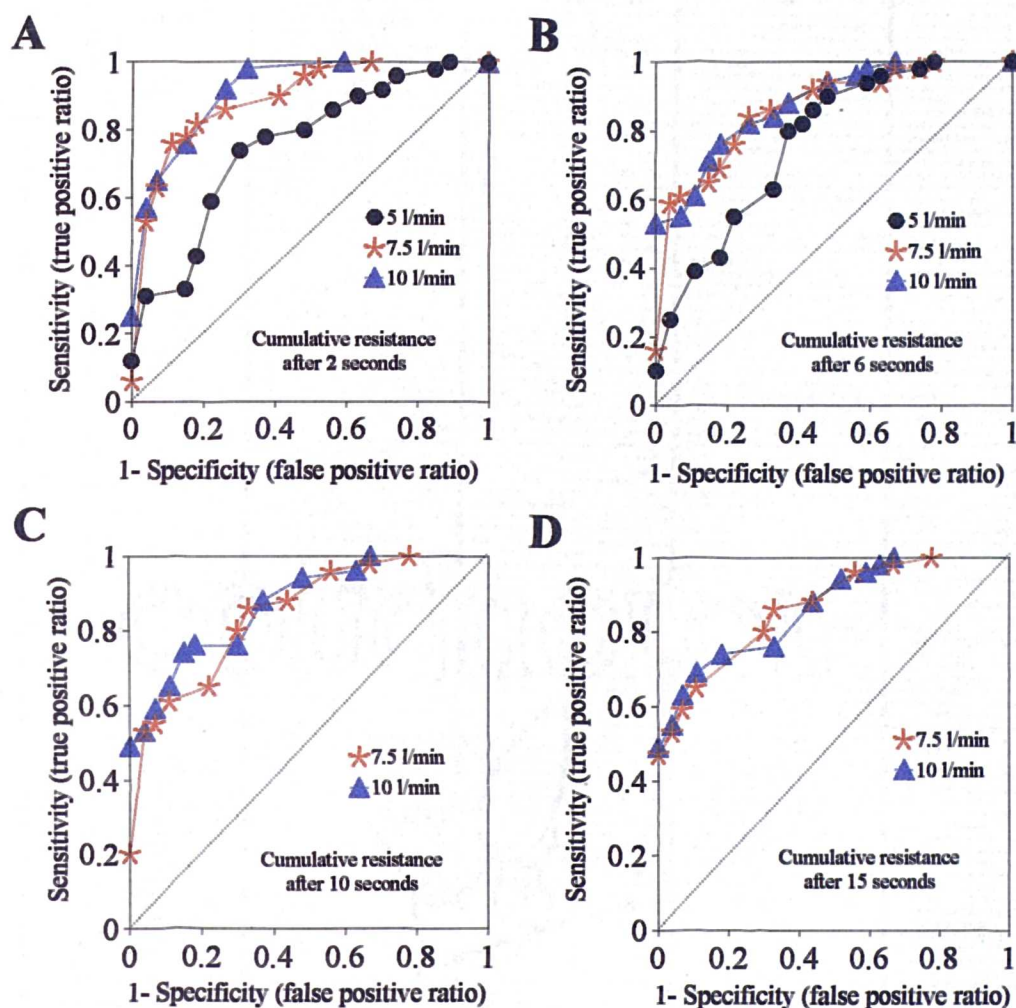 A
Sensitivity (true positive ratio)
1
0.8
0.6
0.4
0.2
0
5 l/min
7.5 l/min
10 l/min
Cumulative resistance
after 2 seconds
0 0.2 0.4 0.6 0.8 1
1- Specificity (false positive ratio)
B
Sensitivity (true positive ratio)
1
0.8
0.6
0.4
0.2
0
5 l/min
7.5 l/min
10 l/min
Cumulative resistance
after 6 seconds
0 0.2 0.4 0.6 0.8 1
1- Specificity (false positive ratio)
C
Sensitivity (true positive ratio)
1
0.8
0.6
0.4
0.2
0
7.5 l/min
10 l/min
Cumulative resistance
after 10 seconds
0 0.2 0.4 0.6 0.8 1
1- Specificity (false positive ratio)
D
Sensitivity (true positive ratio)
1
0.8
0.6
0.4
0.2
0
7.5 l/min
10 l/min
Cumulative resistance
after 15 seconds
0 0.2 0.4 0.6 0.8 1
1- Specificity (false positive ratio)